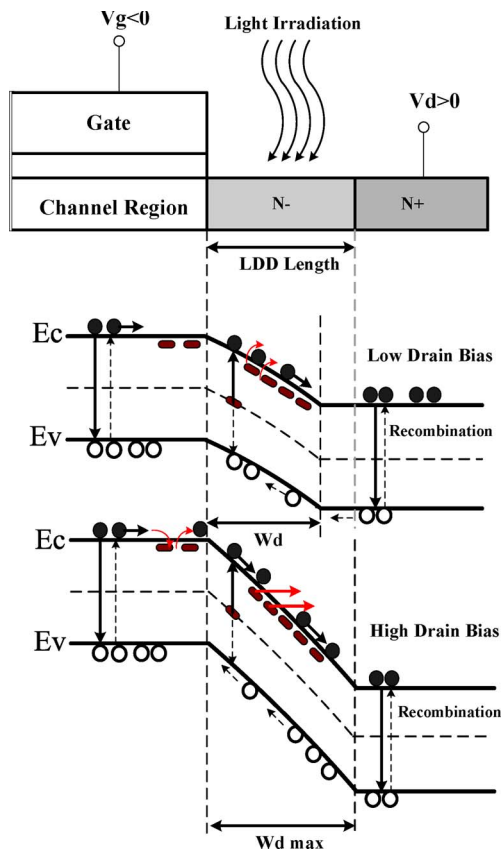 Vg<0
Light Irradiation
Vd>0
Gate
Channel Region
N-
N+
LDD Length
Ec
Low Drain Bias
Ev
Recombination
Wd
Ec
Ev
High Drain Bias
Recombination
Wd max